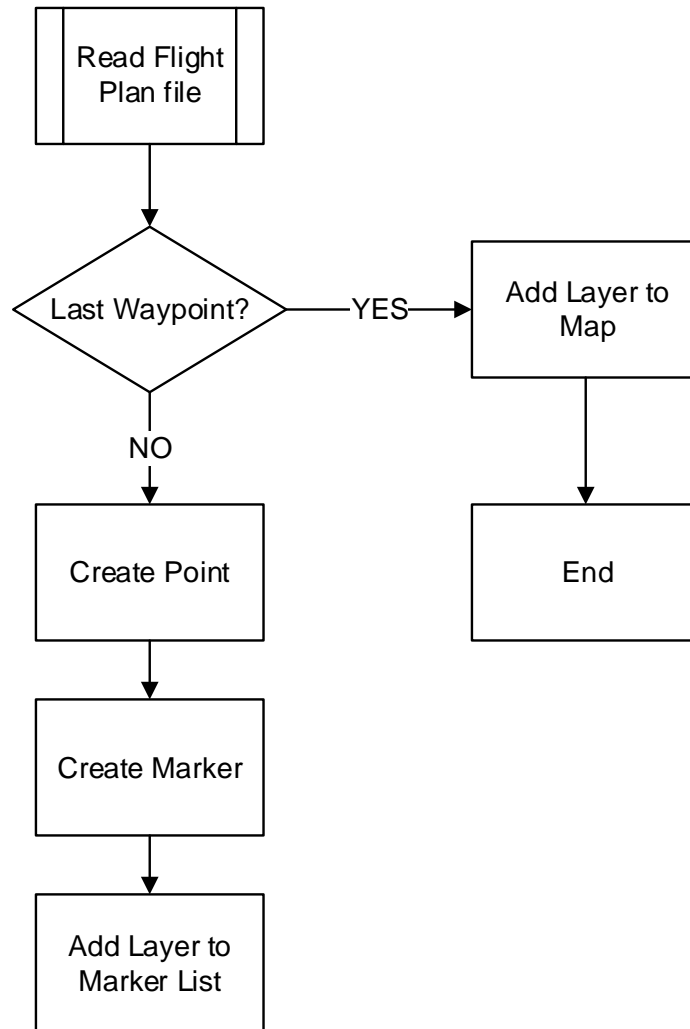 Read Flight
Plan file
Last Waypoint?
YES
Add Layer to
Map
NO
Create Point
End
Create Marker
Add Layer to
Marker List